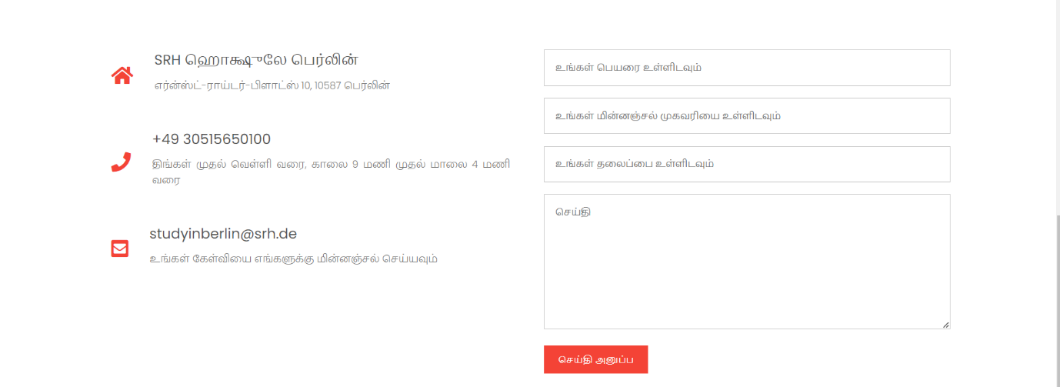 SRH ஹொக்ஷுலே பெர்லின்
எர்ன்ஸ்ட்-ராய்டர்-பிளாட்ஸ் 10, 10587 பெர்லின்
+49 30515650100
திங்கள் முதல் வெள்ளி வரை, காலை 9 மணி முதல் மாலை 4 மணி
வரை
studyinberlin@srh.de
உங்கள் கேள்வியை எங்களுக்கு மின்னஞ்சல் செய்யவும்
உங்கள் பெயரை உள்ளிடவும்
உங்கள் மின்னஞ்சல் முகவரியை உள்ளிடவும்
உங்கள் தலைப்பை உள்ளிடவும்
செய்தி
செய்தி அனுப்ப